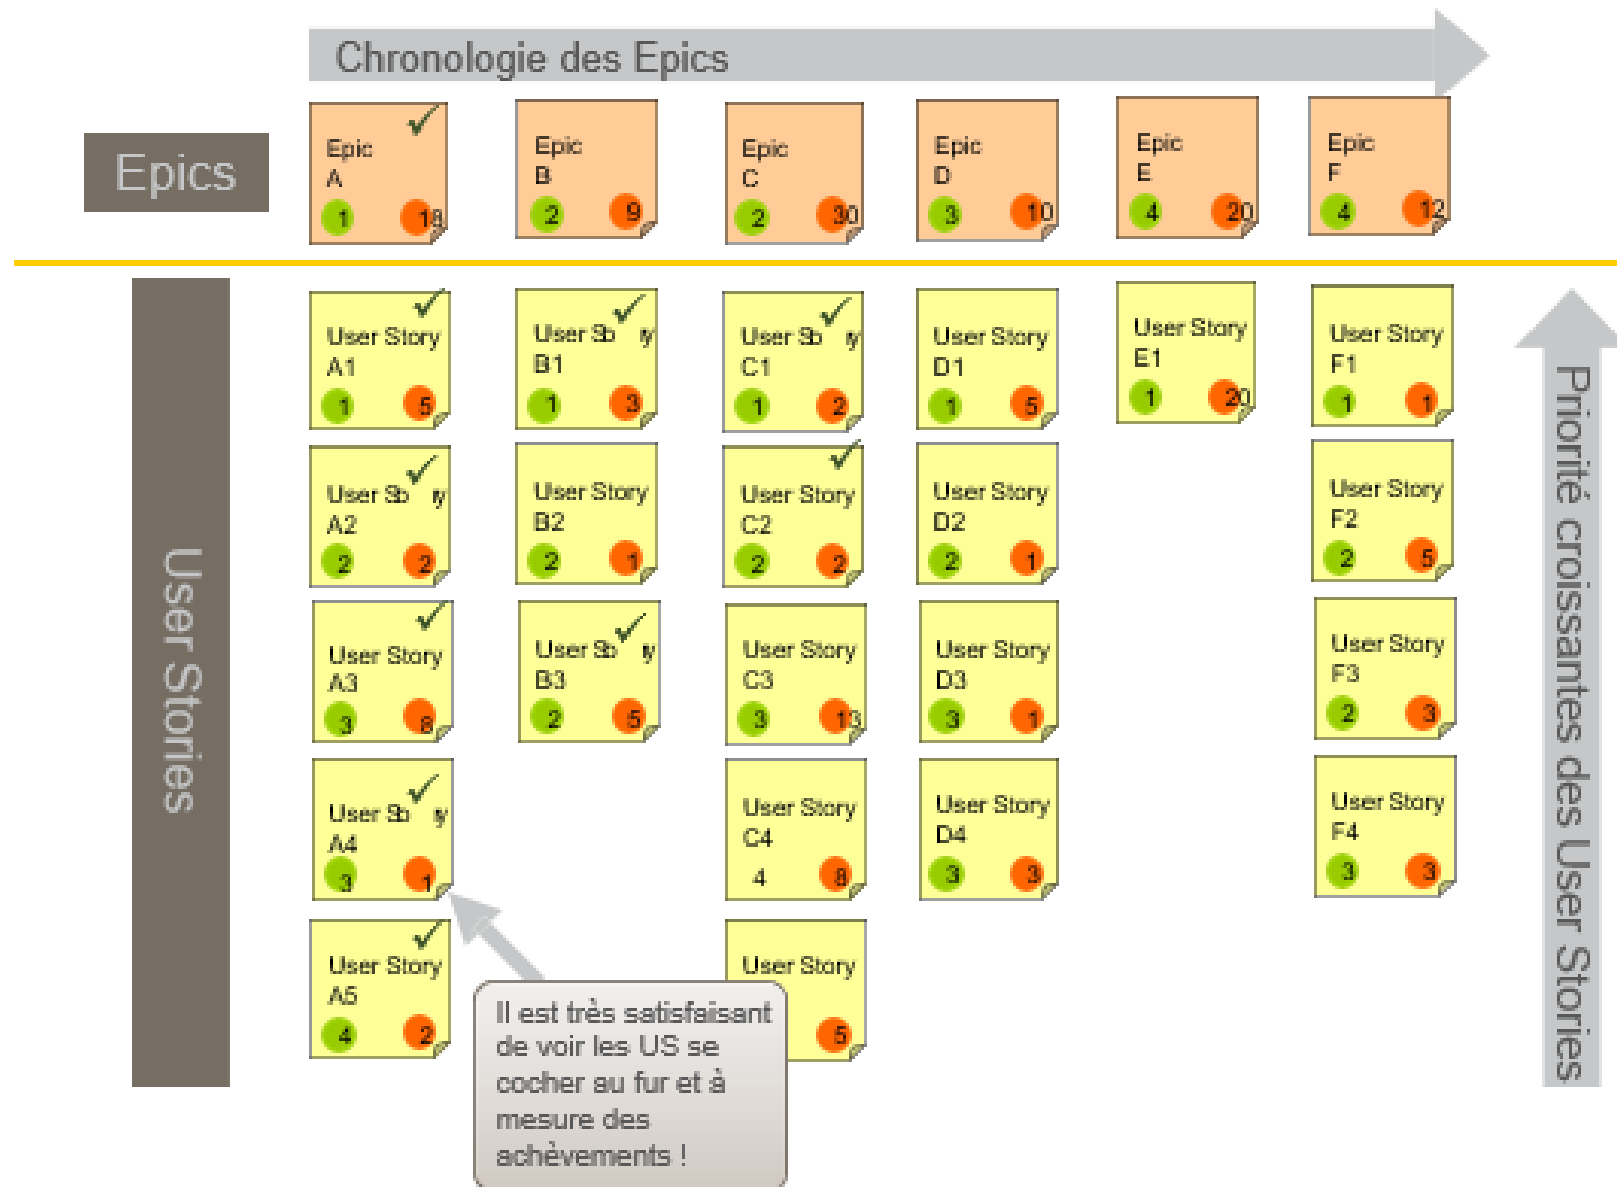 Chronologie des Epics
Epics
Epic
A
1 18
Epic
B
2 9
Epic
C
2 30
Epic
D
3 10
Epic
E
4 20
Epic
F
4 12
User Stories
User Story
A1
1 5
User Story
B1
1 3
User Story
C1
1 2
User Story
D1
1 5
User Story
E1
1 20
User Story
F1
1 1
User Story
A2
2 2
User Story
B2
2 1
User Story
C2
2 2
User Story
D2
2 1
User Story
F2
2 5
User Story
A3
3 8
User Story
B3
2 5
User Story
C3
3 13
User Story
D3
3 1
User Story
F3
2 3
User Story
A4
3 1
User Story
C4
4 8
User Story
D4
3 3
User Story
F4
3 3
User Story
A5
4 2
User Story
5
Il est très satisfaisant
de voir les US se
cocher au fur et à
mesure des
achèvements !
Priorité croissantes des User Stories